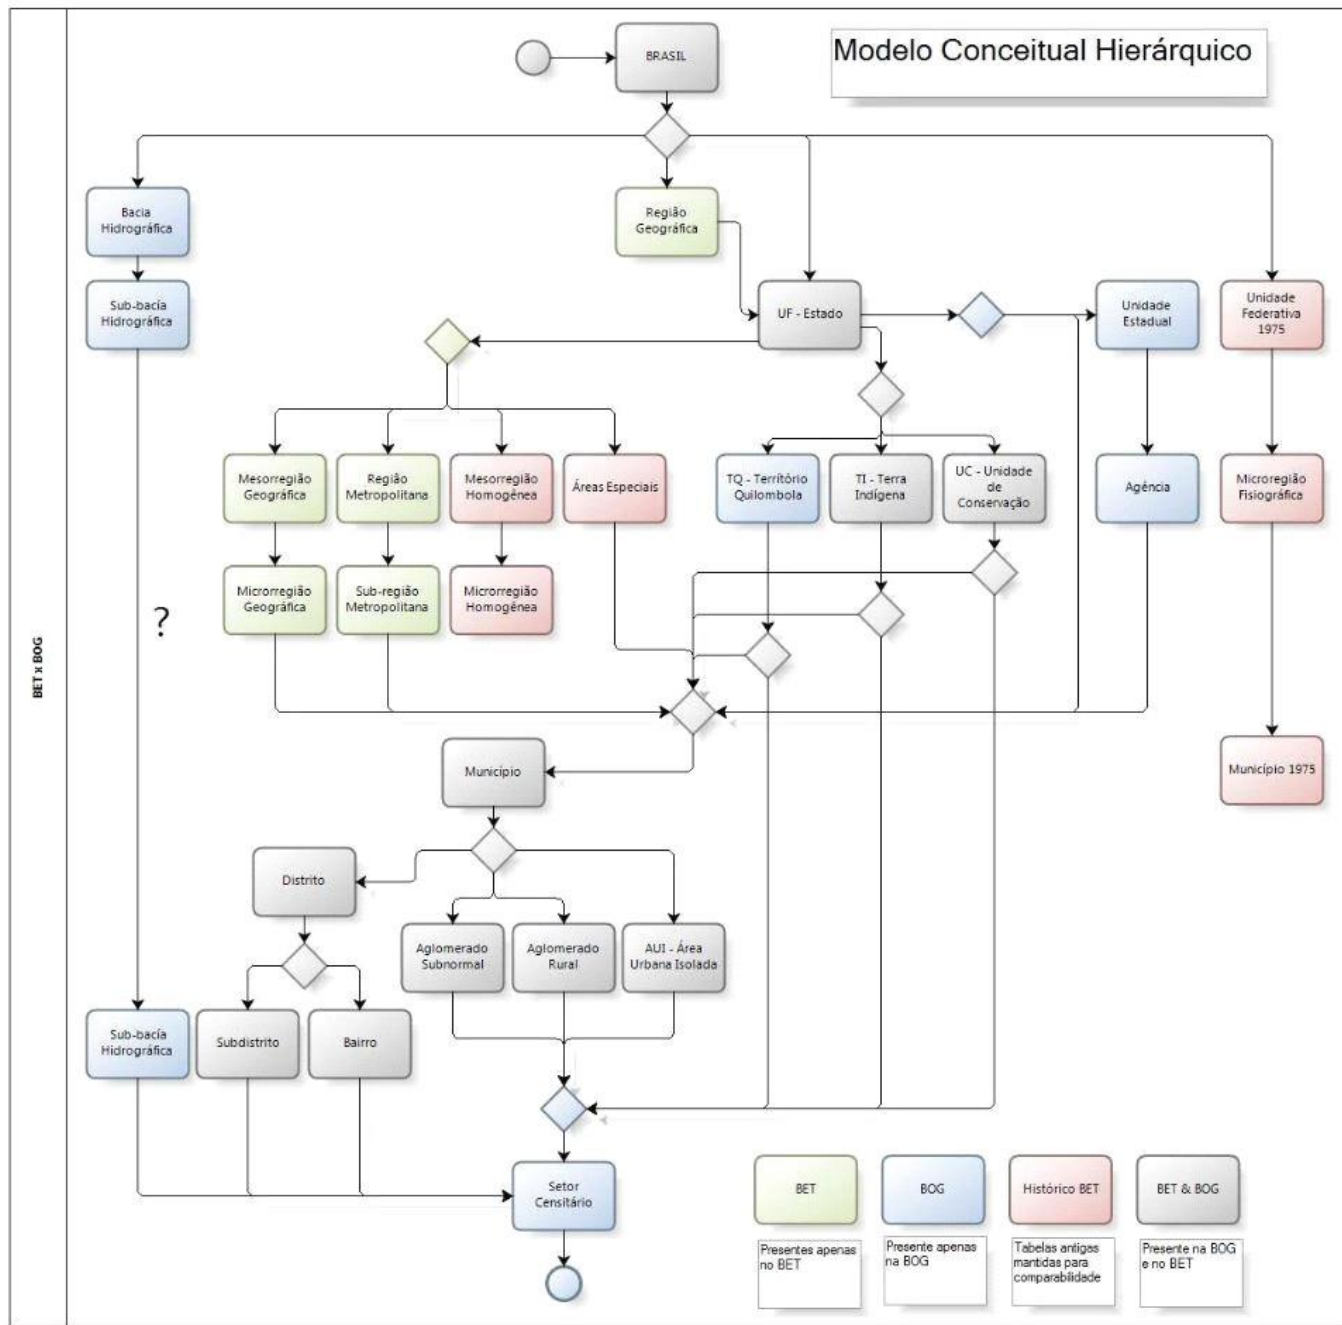 Modelo Conceitual Hierárquico
BRASIL
Bacia
Hidrográfica
Região
Geográfica
Sub-bacía
Hidrográfica
UF - Estado
Unidade
Estadual
Unidade
Federativa
1975
Mesorregião
Geográfica
Região
Metropolitana
Mesorregião
Homogênea
Áreas Especiais
TQ - Território
Quilombola
TI - Terra
Indígena
UC - Unidade
de
Conservação
Agência
Microregião
Fisiográfica
Microrregião
Geográfica
Sub-região
Metropolitana
Microrregião
Homogênea
?
BET x BOG
Município
Município 1975
Distrito
Aglomerado
Subnormal
Aglomerado
Rural
AUI - Área
Urbana Isolada
Sub-bacía
Hidrográfica
Subdistrito
Bairro
Setor
Censitário
BET
BOG
Histórico BET
BET & BOG
Presentes apenas
no BET
Presente apenas
na BOG
Tabelas antigas
mantidas para
comparabilidade
Presente na BOG
e no BET